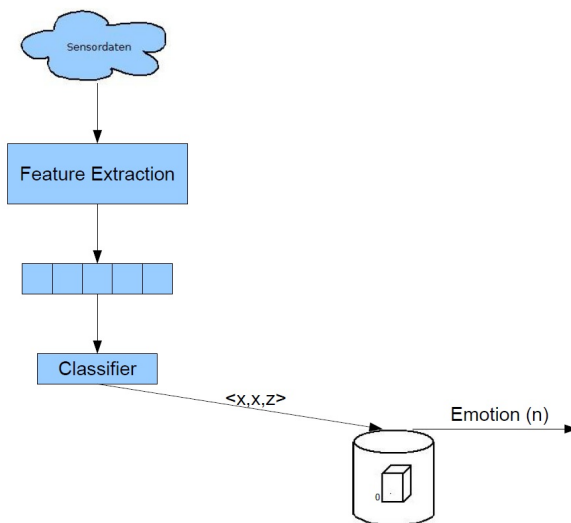 Sensordaten
Feature Extraction
Classifier
<x,x,z>
Emotion (n)
0